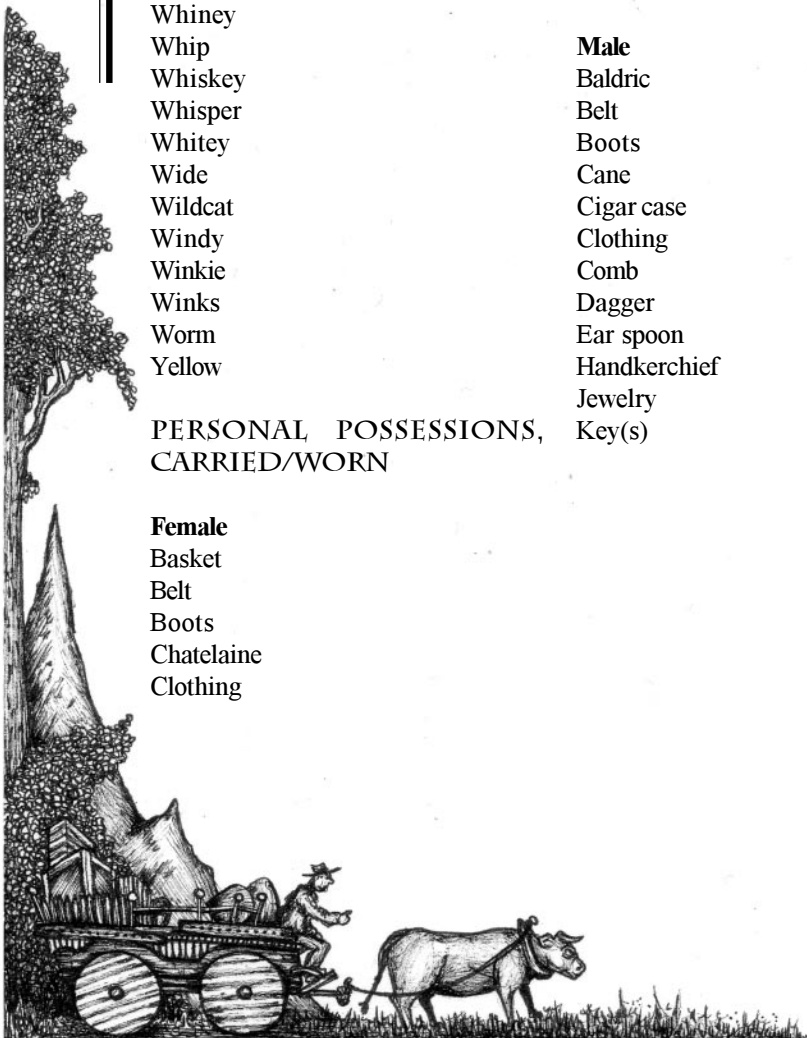 Whiney
Whip
Whiskey
Whisper
Whitey
Wide
Wildcat
Windy
Winkie
Winks
Worm
Yellow
PERSONAL POSSESSIONS,
CARRIED/WORN
Female
Basket
Belt
Boots
Chatelaine
Clothing
Male
Baldric
Belt
Boots
Cane
Cigar case
Clothing
Comb
Dagger
Ear spoon
Handkerchief
Jewelry
Key(s)